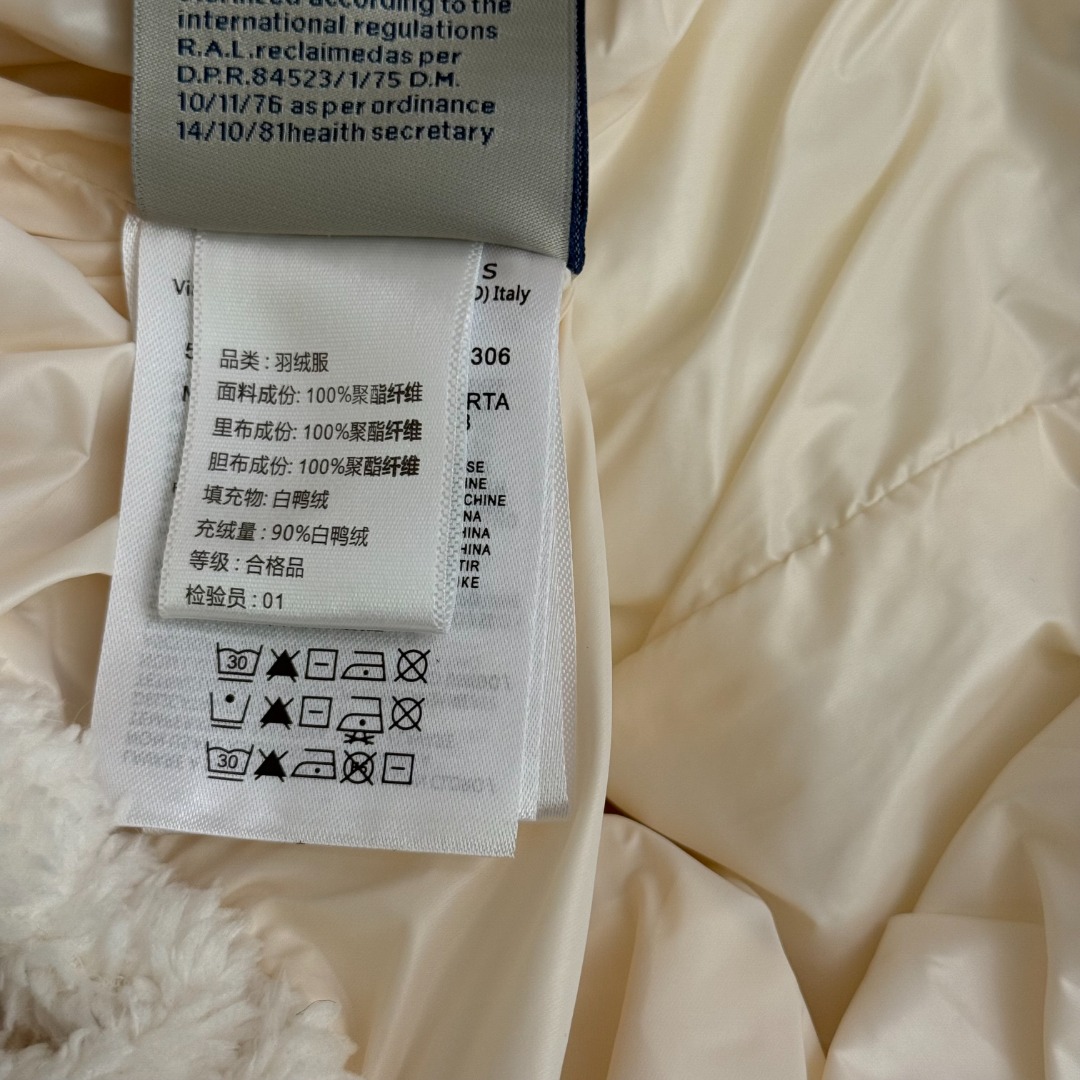 international regulations
R.A.L.reclaimedas per
D.P.R.84523/1/75 D.M.
10/11/76 as per ordinance
14/10/81heaith secretary
S
Italy
306
RTA
品类：羽绒服
面料成份: 100%聚酯纤维
里布成份: 100%聚酯纤维
胆布成份: 100%聚酯纤维
填充物: 白鸭绒
充绒量：90%白鸭绒
等级：合格品
检验员：01
SE
INE
CHINE
NA
HINA
HINA
TIR
KE
30
30